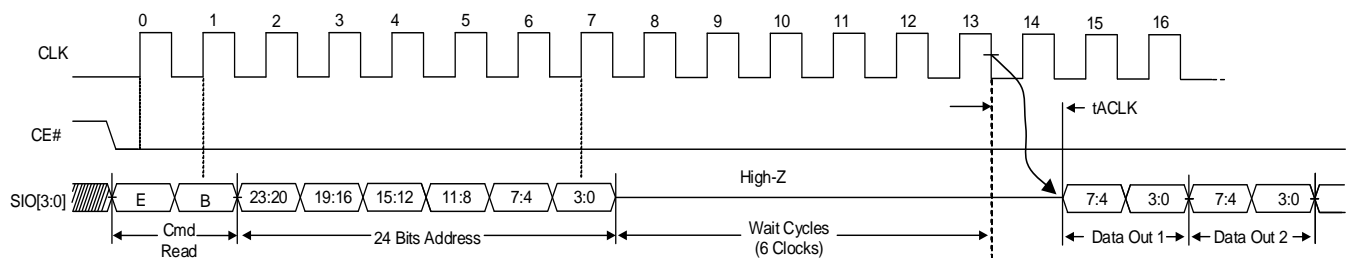 0 1 2 3 4 5 6 7 8 9 10 11 12 13 14 15 16
CLK
tACLK
CE#
High-Z
SIO[3:0] E B 23:20 19:16 15:12 11:8 7:4 3:0 7:4 3:0 7:4 3:0
Cmd 24 Bits Address Wait Cycles Data Out 1 Data Out 2
Read (6 Clocks)